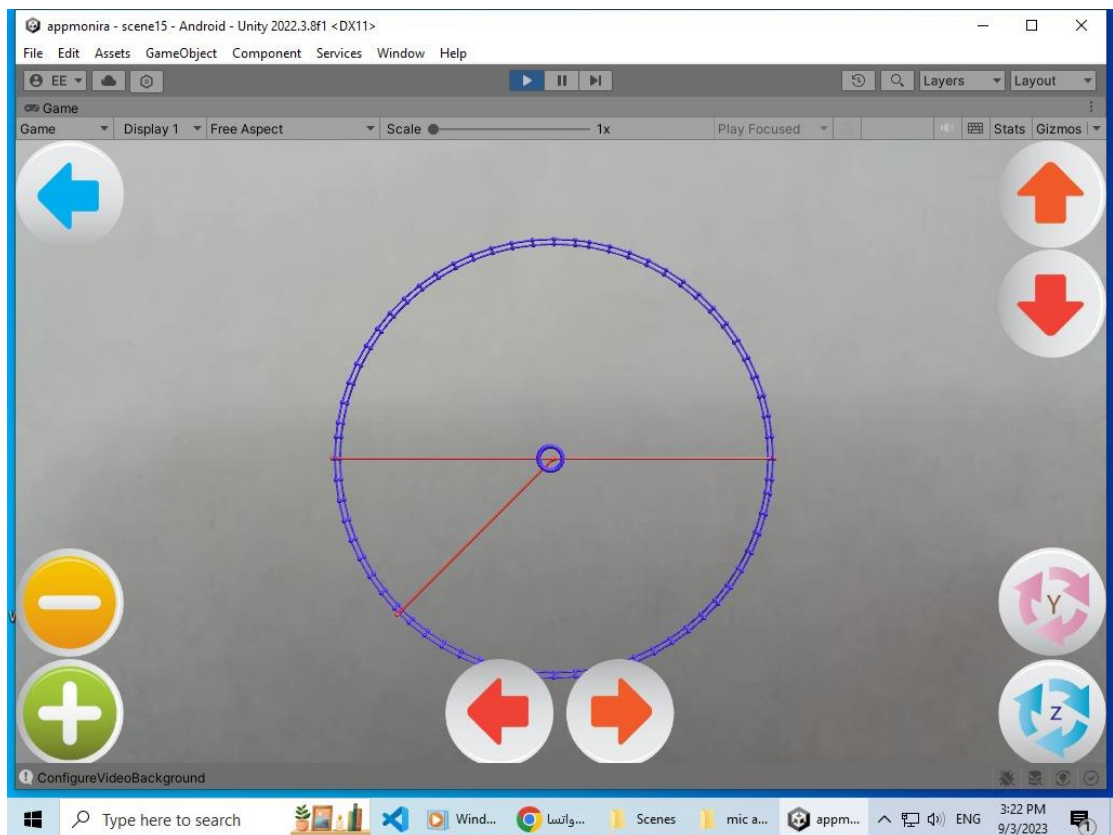 appmonira - scene15 - Android - Unity 2022.3.8f1 <DX11>
File Edit Assets GameObject Component Services Window Help
EE Layers Layout
Game
Game Display 1 Free Aspect Scale 1x Play Focused Stats Gizmos
Y
Z
ConfigureVideoBackground
Type here to search Wind... واتسا... Scenes mic a... appm... ENG 3:22 PM
9/3/2023
1